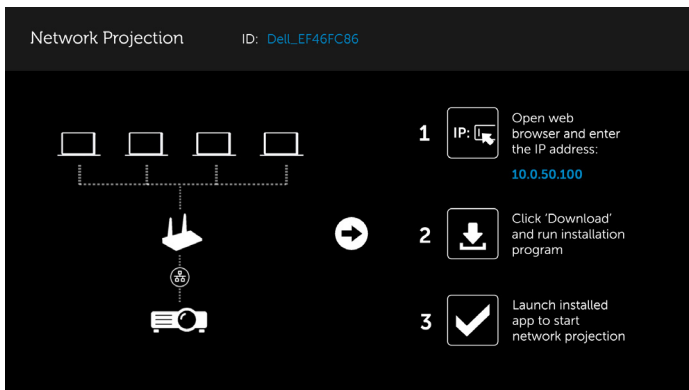 Network Projection ID: Dell_EF46FC86
1
IP:
Open web
browser and enter
the IP address:
10.0.50.100
2
Click ‘Download’
and run installation
program
3
Launch installed
app to start
network projection